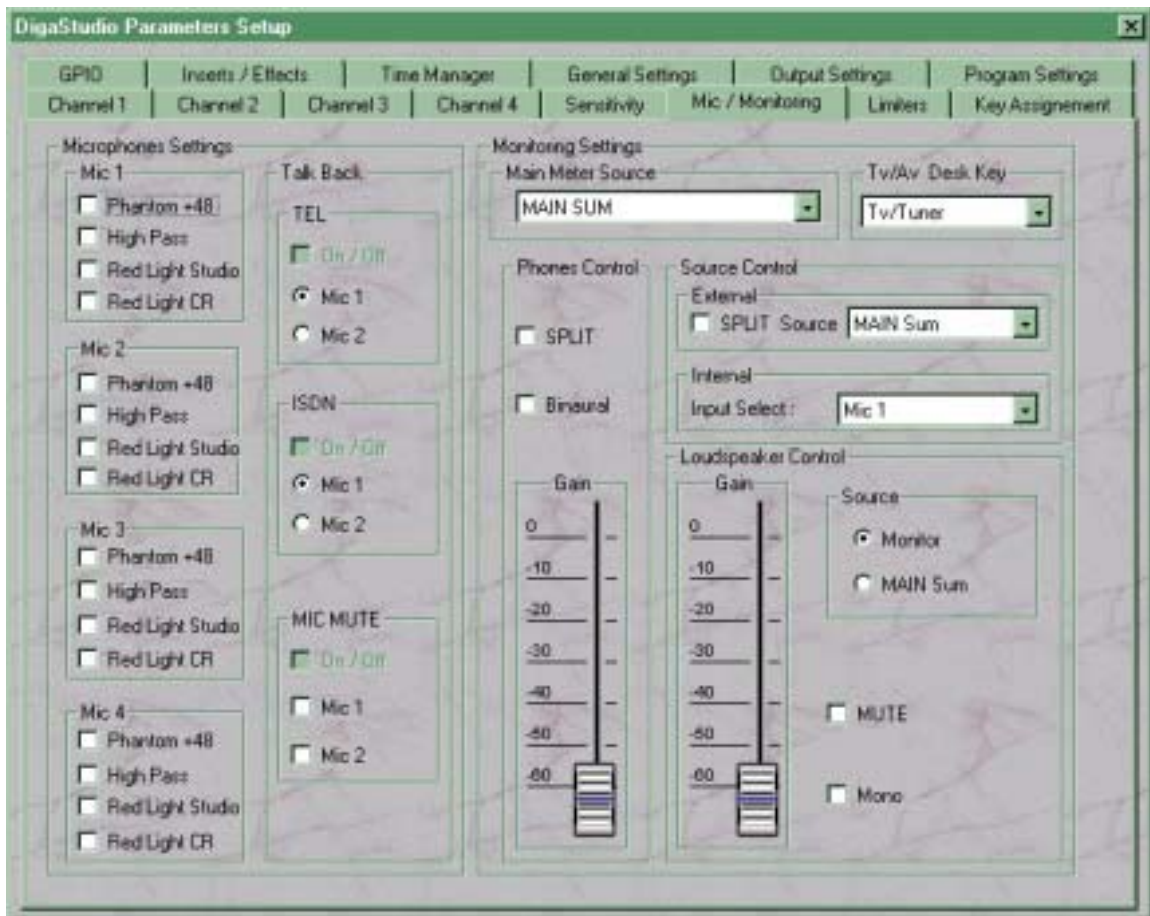 DigaStudio Parameters Setup
GPIO
Inserts / Effects
Time Manager
General Settings
Output Settings
Program Settings
Channel 1
Channel 2
Channel 3
Channel 4
Sensitivity
Mic / Monitoring
Limiters
Key Assignement
Microphones Settings
Mic 1
Phantom +48
High Pass
Red Light Studio
Red Light CR
Mic 2
Phantom +48
High Pass
Red Light Studio
Red Light CR
Mic 3
Phantom +48
High Pass
Red Light Studio
Red Light CR
Mic 4
Phantom +48
High Pass
Red Light Studio
Red Light CR
Talk Back
TEL
On / Off
Mic 1
Mic 2
ISDN
On / Off
Mic 1
Mic 2
MIC MUTE
On / Off
Mic 1
Mic 2
Monitoring Settings
Main Meter Source
MAIN SUM
Tv/Av Desk Key
Tv/Tuner
Phones Control
SPLIT
Binaural
Gain
0
-10
-20
-30
-40
-50
-60
Source Control
External
SPLIT Source
MAIN Sum
Internal
Input Select :
Mic 1
Loudspeaker Control
Gain
0
-10
-20
-30
-40
-50
-60
Source
Monitor
MAIN Sum
MUTE
Mono